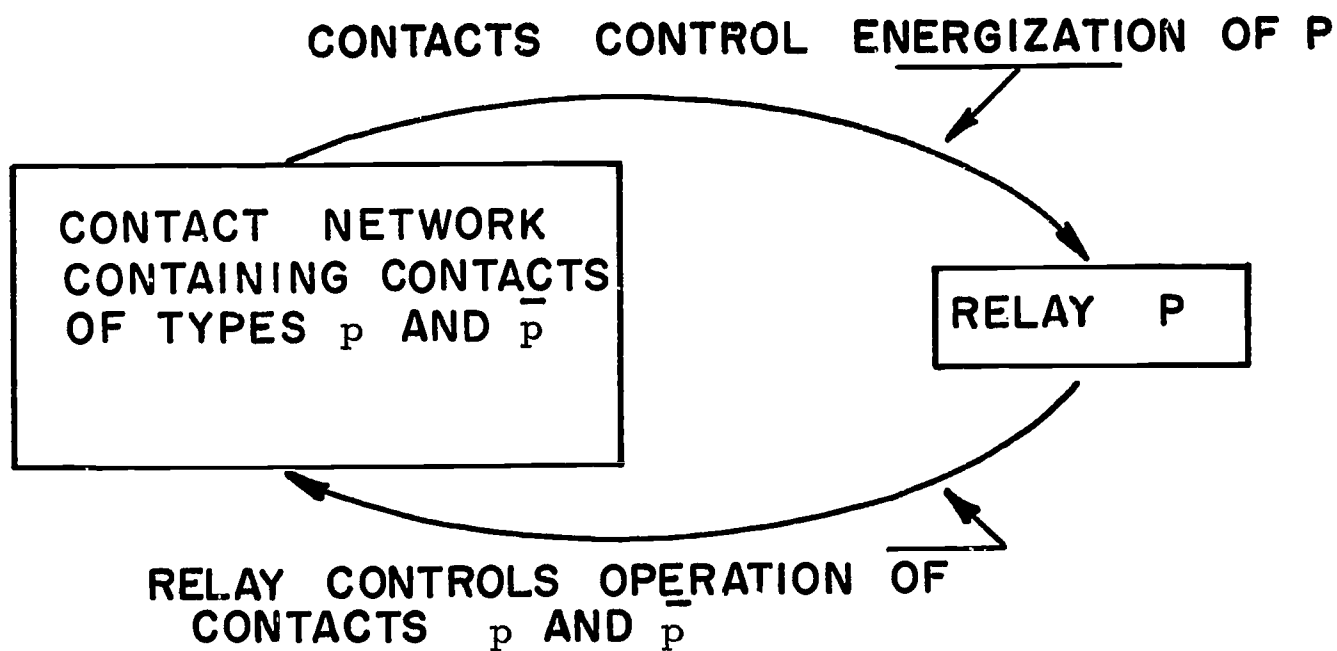 CONTACTS CONTROL ENERGIZATION OF P
CONTACT NETWORK
CONTAINING CONTACTS
OF TYPES p AND p̅
RELAY P
RELAY CONTROLS OPERATION OF
CONTACTS p AND p̅